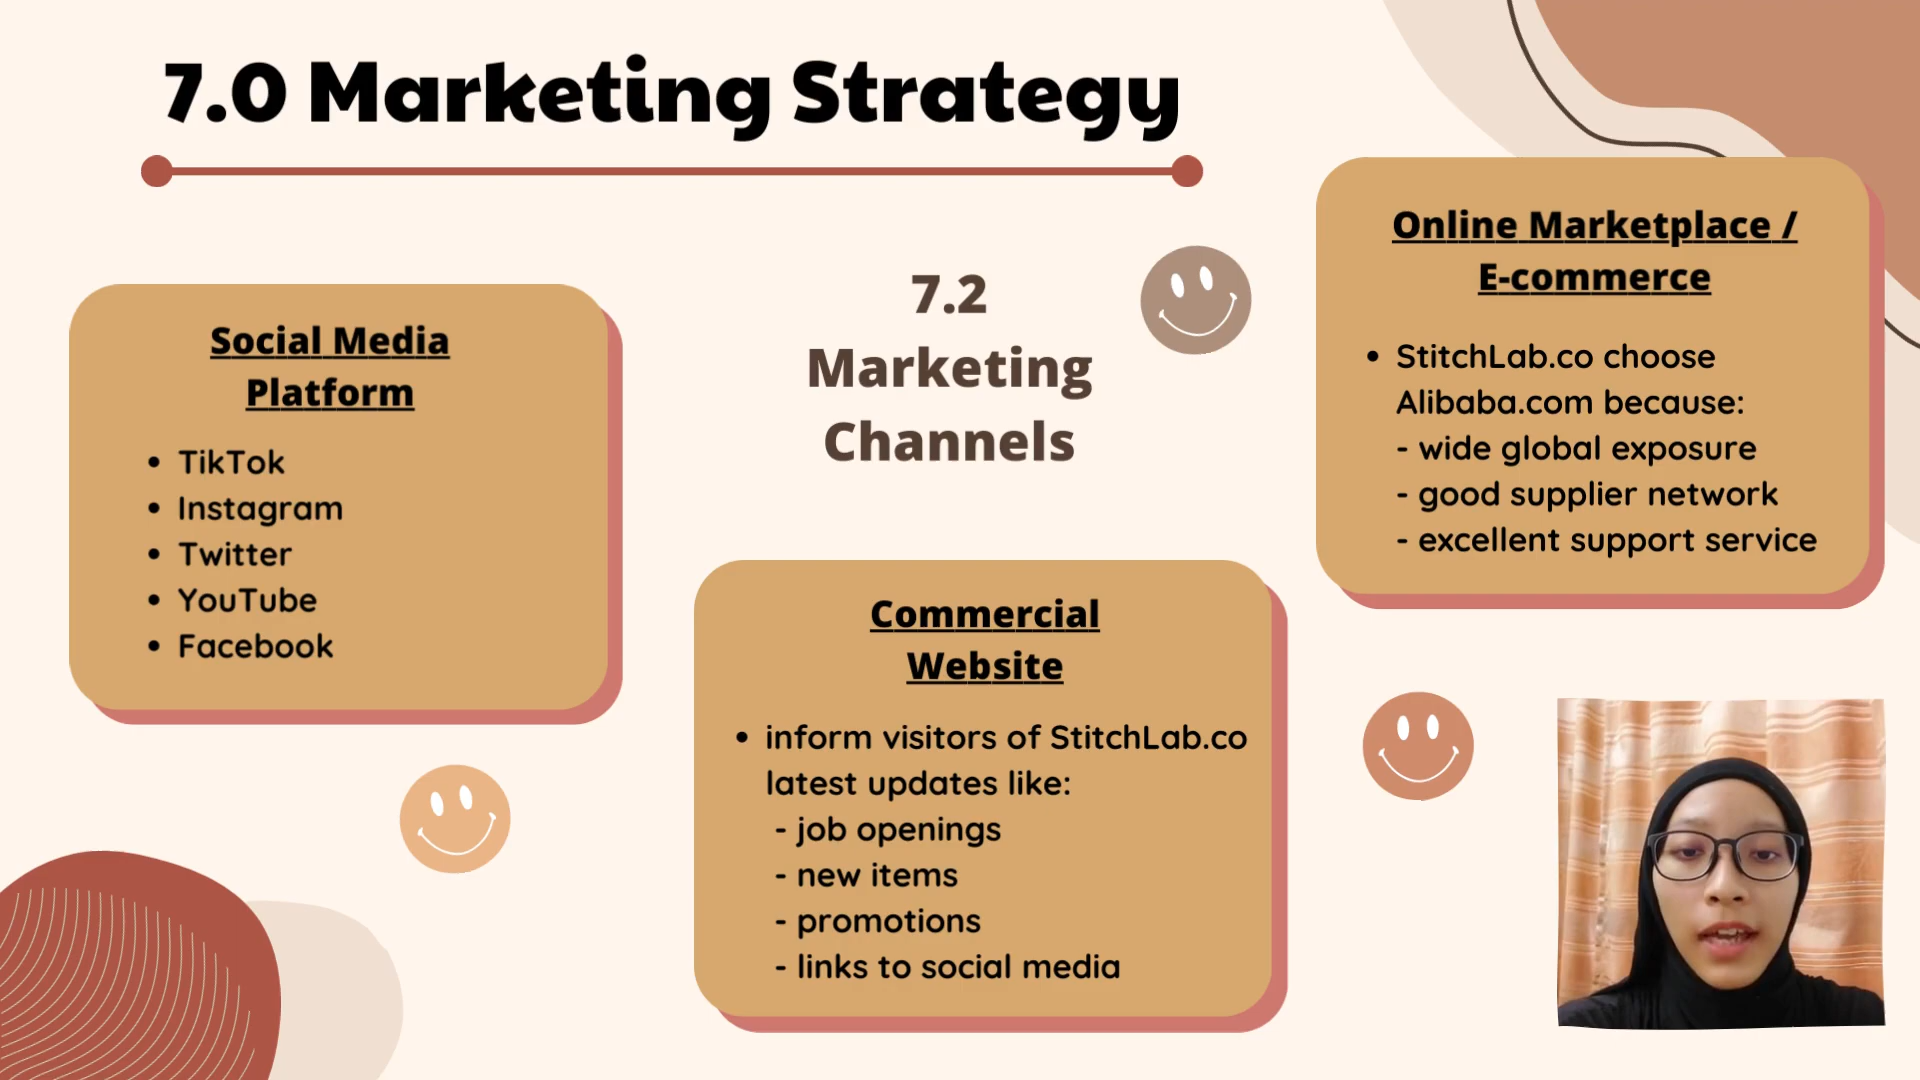 7.0 Marketing Strategy
Social Media
Platform
• TikTok
• Instagram
• Twitter
• YouTube
• Facebook
7.2
Marketing
Channels
Commercial
Website
• inform visitors of StitchLab.co
latest updates like:
- job openings
- new items
- promotions
- links to social media
Online Marketplace /
E-commerce
• StitchLab.co choose
Alibaba.com because:
- wide global exposure
- good supplier network
- excellent support service